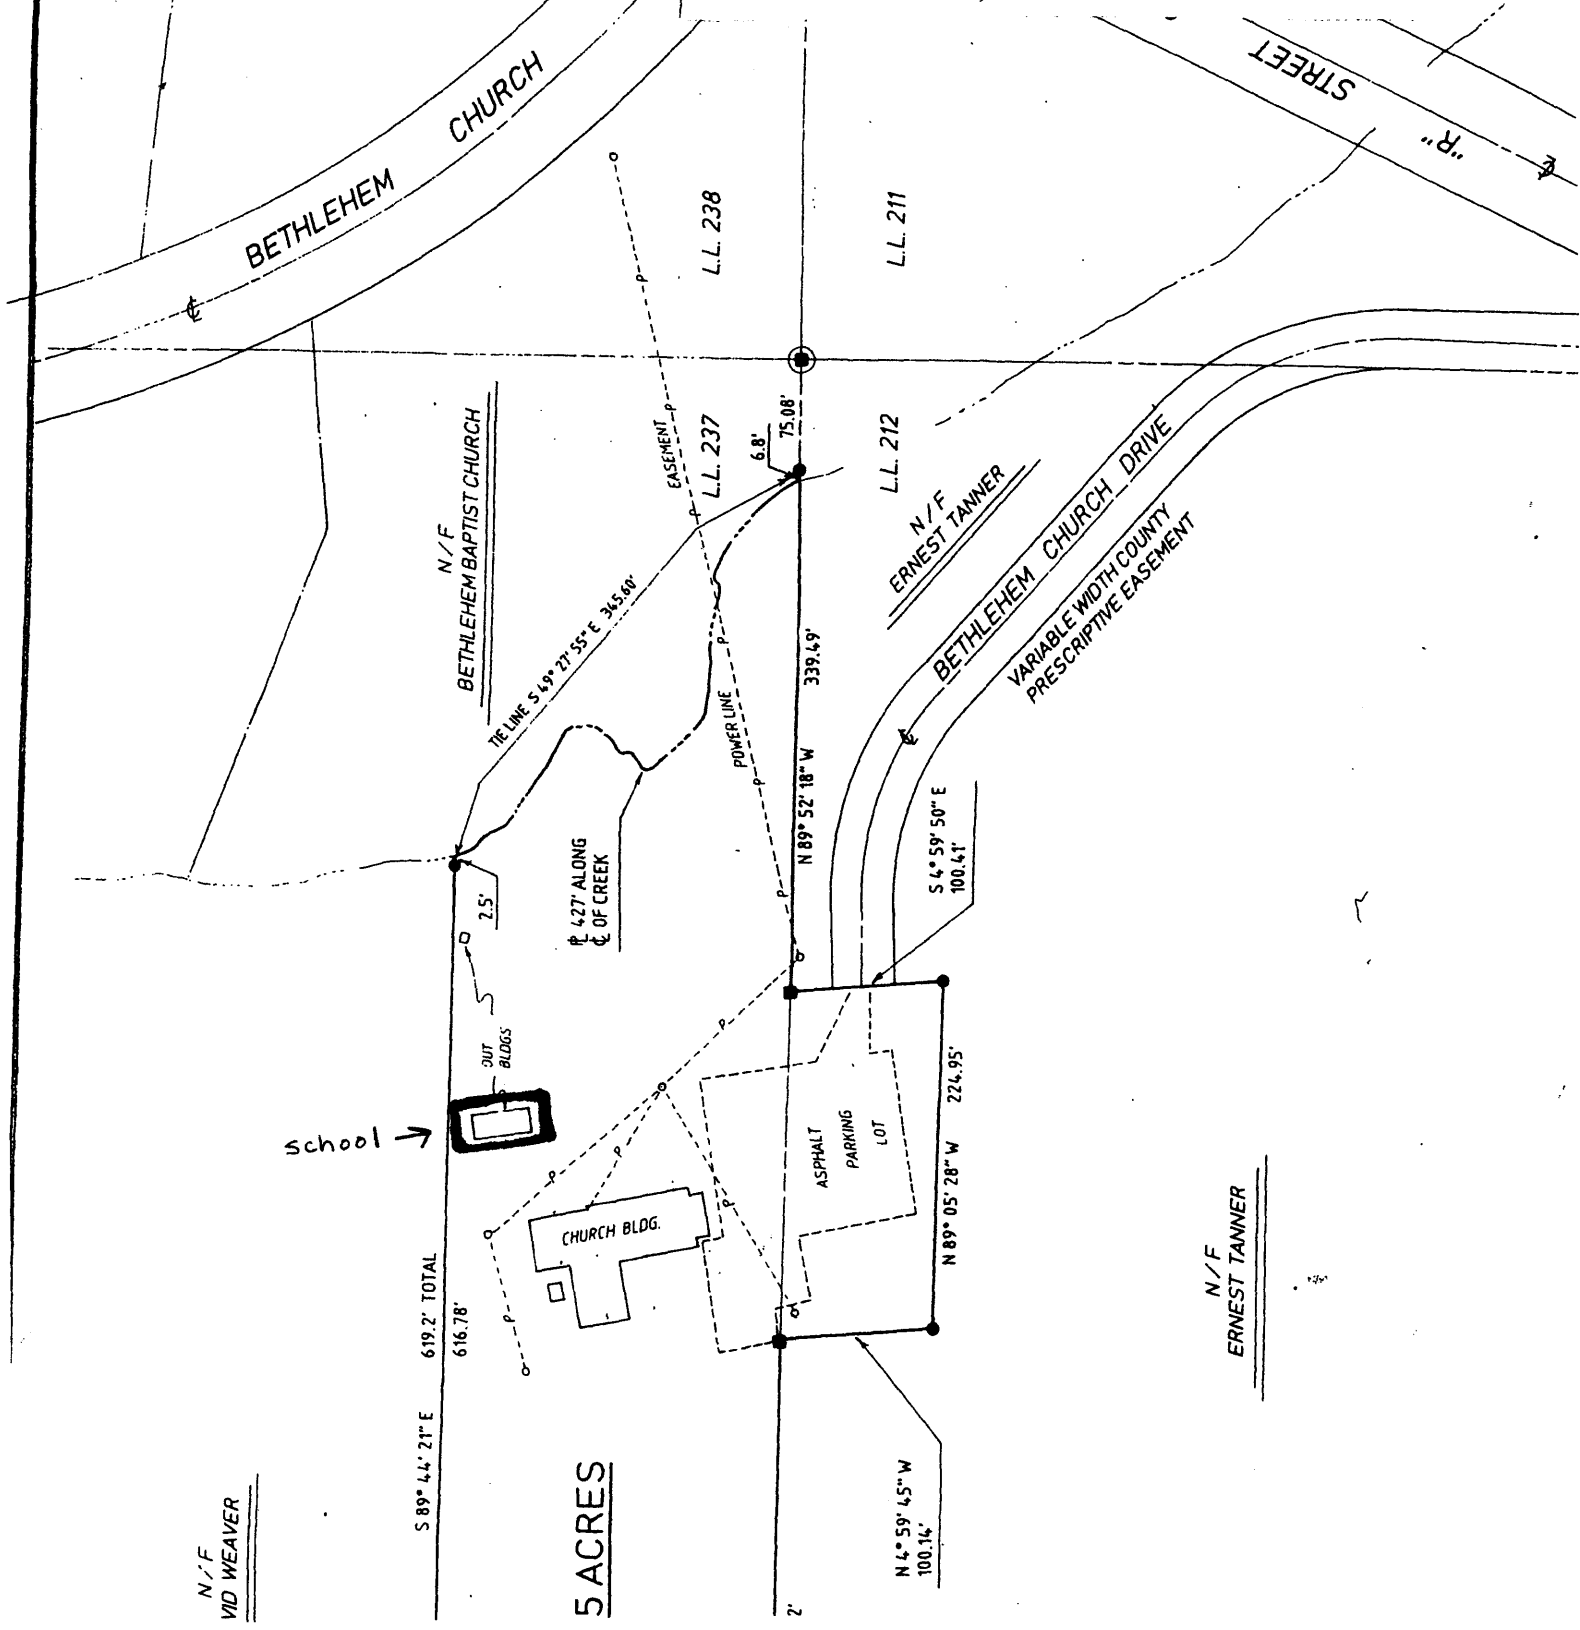 BETHLEHEM CHURCH
STREET
"R"
℄
℄
L.L. 238
L.L. 211
N/F
BETHLEHEM BAPTIST CHURCH
EASEMENT
L.L. 237
6.8'
75.08'
L.L. 212
N/F
ERNEST TANNER
BETHLEHEM CHURCH DRIVE
VARIABLE WIDTH COUNTY
PRESCRIPTIVE EASEMENT
℄
TIE LINE S 49° 27' 55" E 345.60'
POWER LINE
339.49'
N 89° 52' 18" W
2.5'
℄ 427' ALONG
℄ OF CREEK
S 4° 59' 50" E
100.41'
OUT
BLDGS
school
CHURCH BLDG.
ASPHALT
PARKING
LOT
224.95'
N 89° 05' 28" W
619.2' TOTAL
616.78'
S 89° 44' 21" E
N/F
ERNEST TANNER
N 4° 59' 45" W
100.14'
5 ACRES
2'
N/F
VID WEAVER
P
P
P
P
P
P
P
P
P
P
P
P